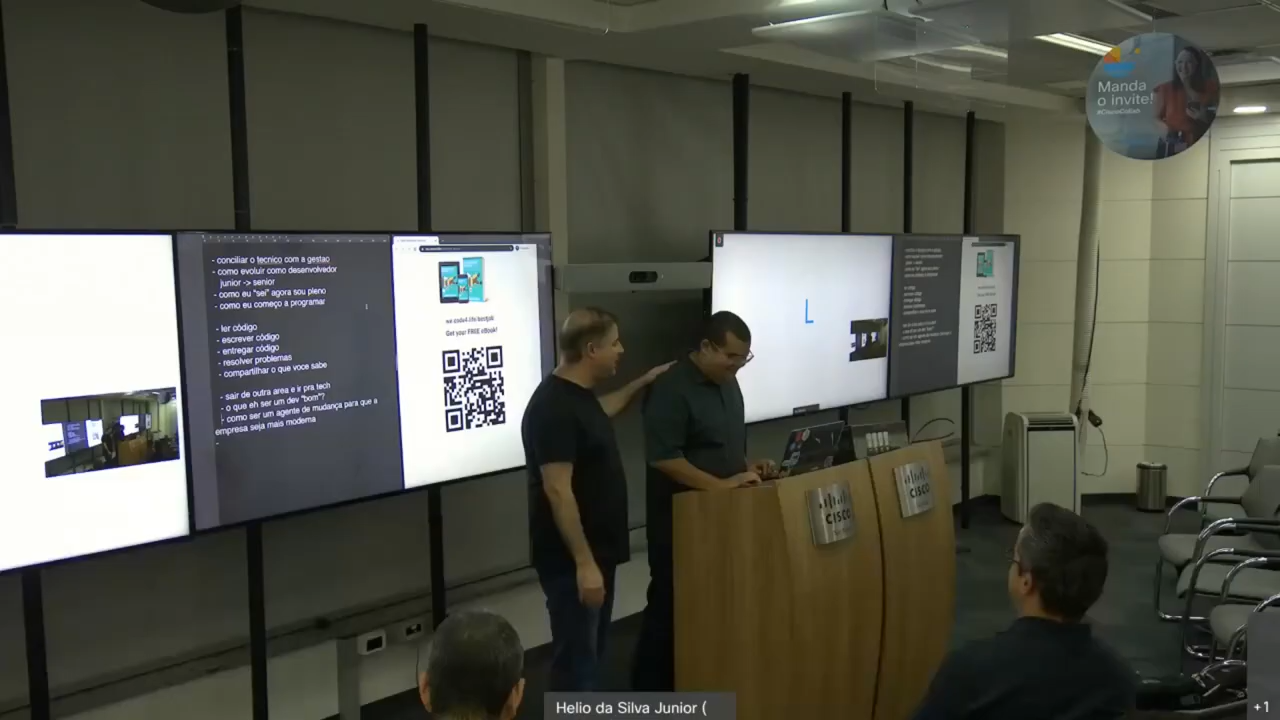 Manda
o invite!
- conciliar o tecnico com a gestao
- como evoluir como desenvolvedor
junior -> senior
- como eu "sei" agora sou pleno
- como eu começo a programar
- ler código
- escrever código
- entregar código
- resolver problemas
- compartilhar o que voce sabe
- sair de outra area e ir pra tech
- o que eh ser um dev "bom"?
- como ser um agente de mudança para que a
empresa seja mais moderna
-
Get your FREE eBook!
L
CISCO
CISCO
Helio da Silva Junior (
+1